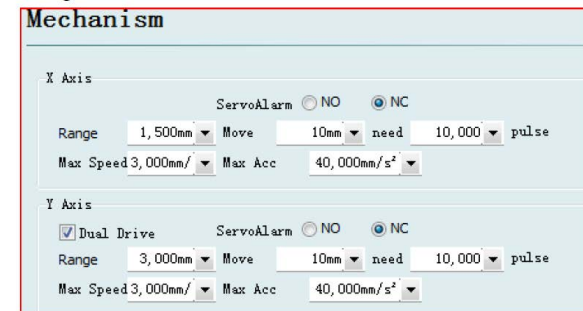 Mechanism
X Axis
ServoAlarm NO NC
Range 1,500mm Move 10mm need 10,000 pulse
Max Speed 3,000mm/ Max Acc 40,000mm/s²
Y Axis
Dual Drive ServoAlarm NO NC
Range 3,000mm Move 10mm need 10,000 pulse
Max Speed 3,000mm/ Max Acc 40,000mm/s²